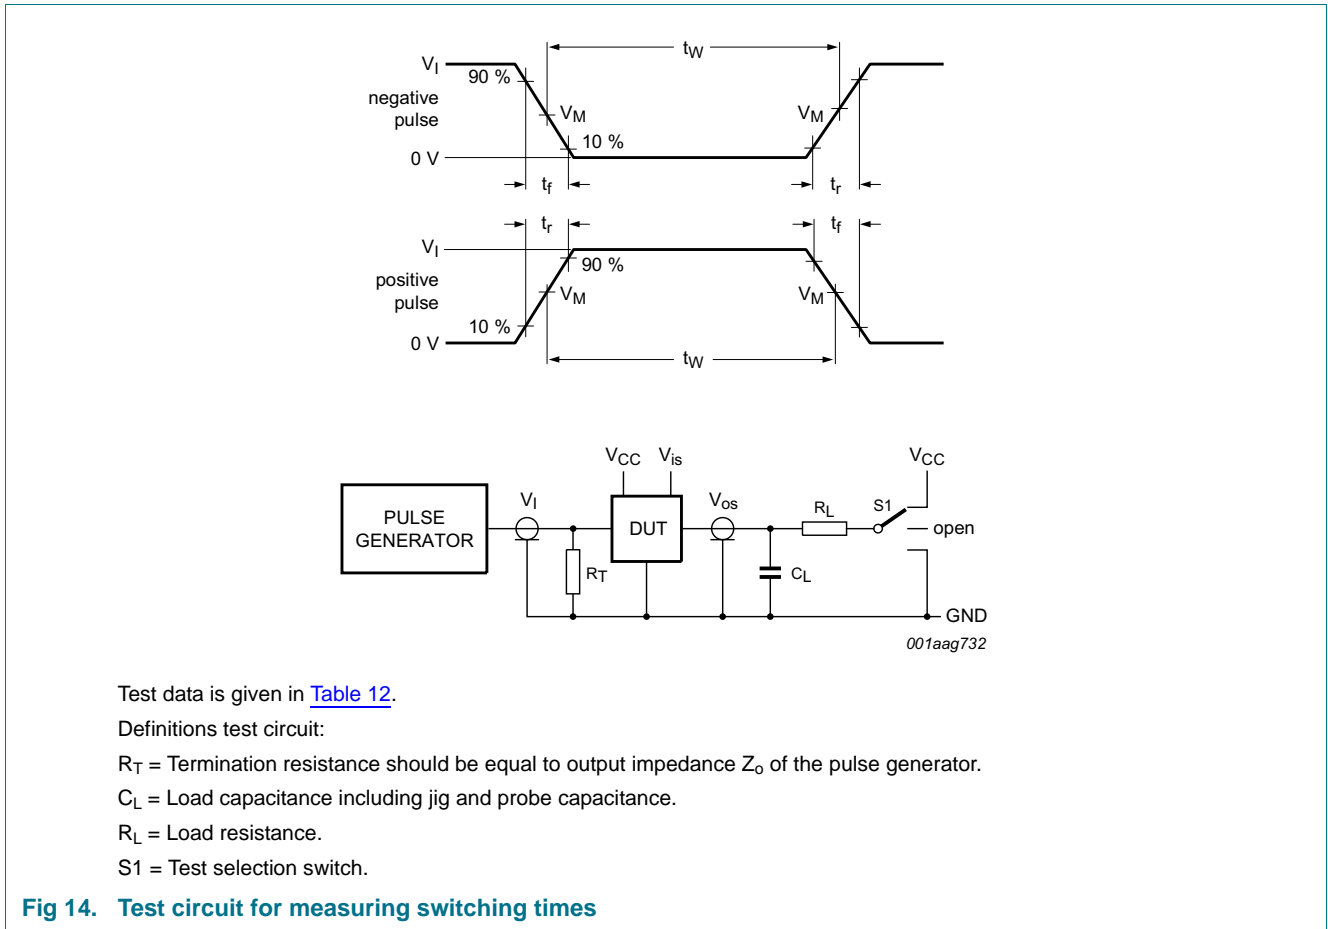 tW
VI
90 %
negative
pulse
VM
VM
10 %
0 V
tf
tr
tr
tf
VI
90 %
positive
pulse
VM
VM
10 %
0 V
tW
VCC
Vis
VCC
PULSE
GENERATOR
VI
DUT
Vos
RL
S1
open
RT
CL
GND
001aag732
Test data is given in Table 12.
Definitions test circuit:
RT = Termination resistance should be equal to output impedance Zo of the pulse generator.
CL = Load capacitance including jig and probe capacitance.
RL = Load resistance.
S1 = Test selection switch.
Fig 14. Test circuit for measuring switching times